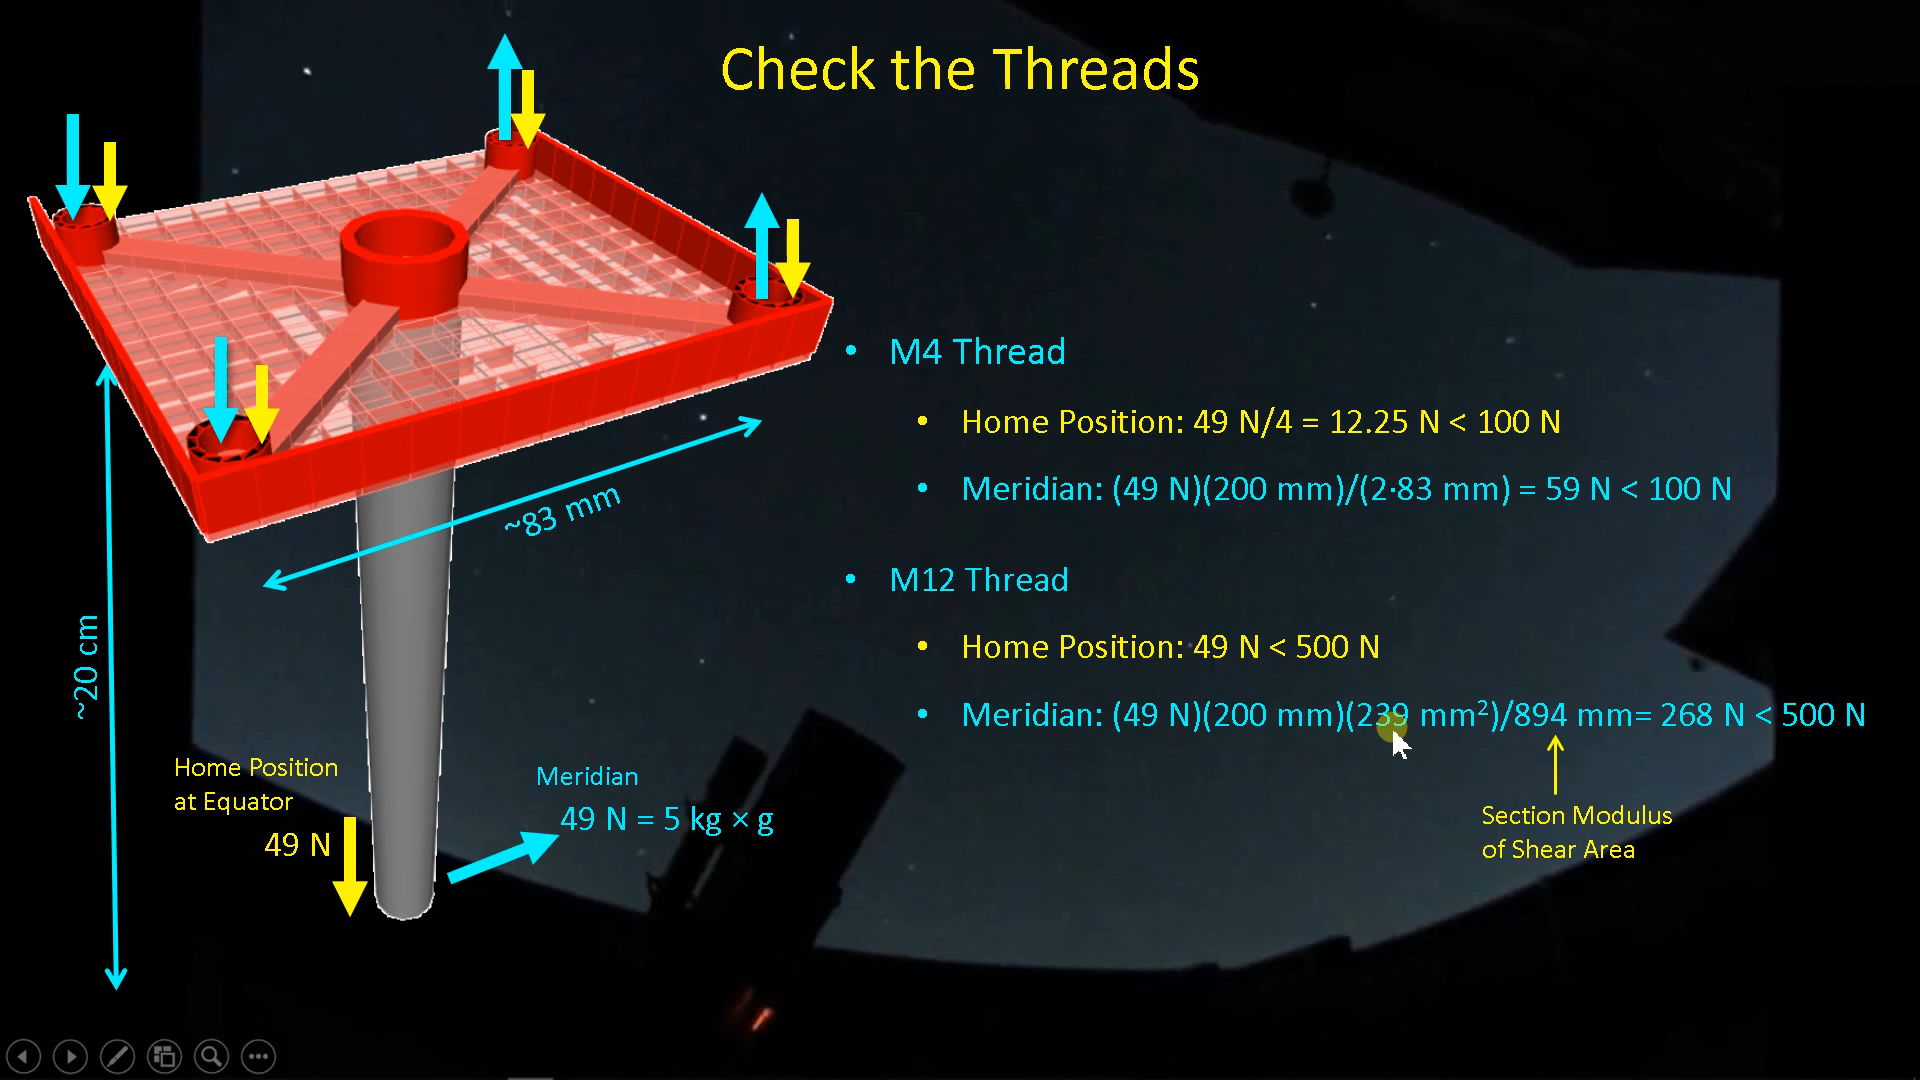 Check the Threads
• M4 Thread
• Home Position: 49 N/4 = 12.25 N < 100 N
• Meridian: (49 N)(200 mm)/(2·83 mm) = 59 N < 100 N
~83 mm
• M12 Thread
• Home Position: 49 N < 500 N
• Meridian: (49 N)(200 mm)(239 mm²)/894 mm= 268 N < 500 N
~20 cm
Home Position
at Equator
49 N
Meridian
49 N = 5 kg × g
Section Modulus
of Shear Area